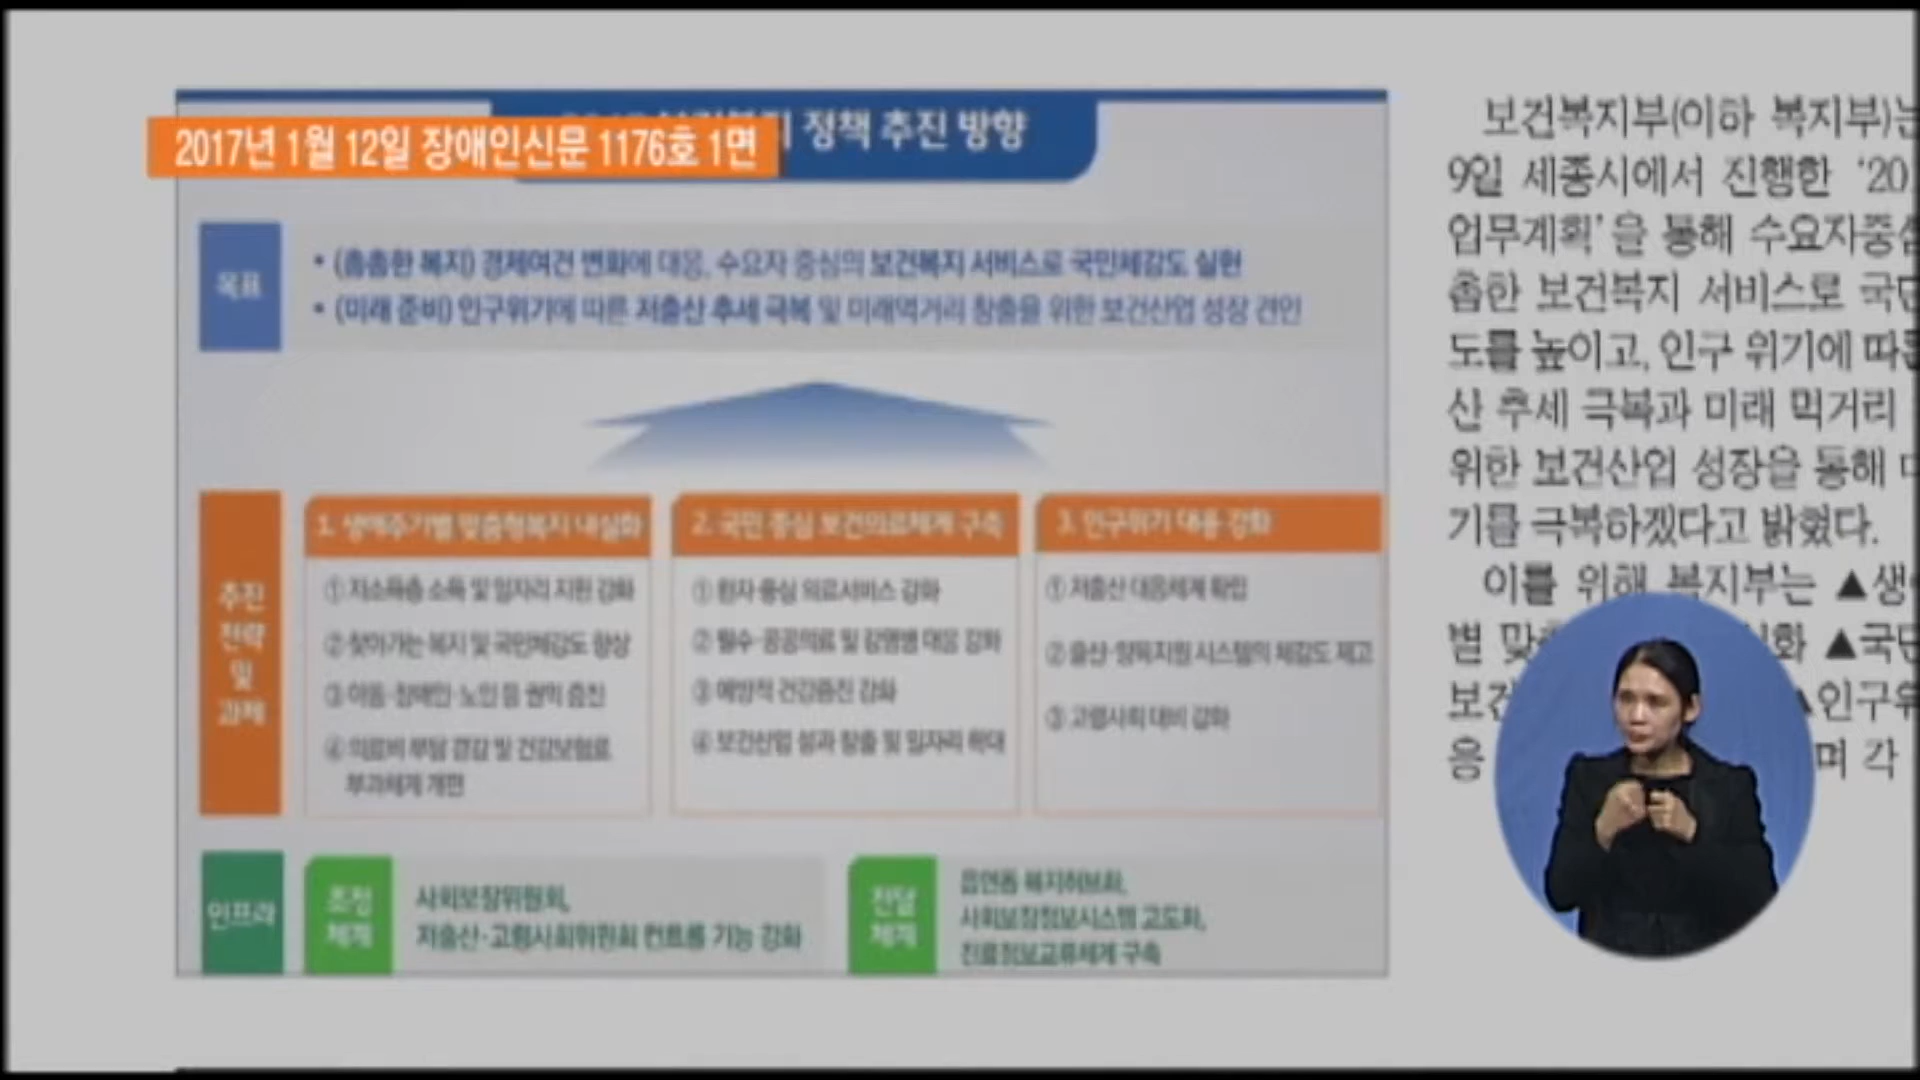 2017년 1월 12일 장애인신문 1176호 1면
정책 추진 방향
목표
• (촘촘한 복지) 경제여건 변화에 대응, 수요자 중심의 보건복지 서비스로 국민체감도 실현
• (미래 준비) 인구위기에 따른 저출산 추세 극복 및 미래먹거리 창출을 위한 보건산업 성장 견인
추진
전략
및
과제
1. 생애주기별 맞춤형복지 내실화
① 저소득층 소득 및 일자리 지원 강화
② 찾아가는 복지 및 국민체감도 향상
③ 아동·장애인·노인 등 권익 증진
④ 의료비 부담 경감 및 건강보험료
부과체계 개편
2. 국민 중심 보건의료체계 구축
① 환자 중심 의료서비스 강화
② 필수·공공의료 및 감염병 대응 강화
③ 예방적 건강증진 강화
④ 보건산업 성과 창출 및 일자리 확대
3. 인구위기 대응 강화
① 저출산 대응체계 확립
② 출산·양육지원 시스템의 체감도 제고
③ 고령사회 대비 강화
인프라
조정
체계
사회보장위원회,
저출산·고령사회위원회 컨트롤 기능 강화
전달
체계
읍면동 복지허브화,
사회보장정보시스템 고도화,
진료정보교류체계 구축
보건복지부(이하 복지부)는
9일 세종시에서 진행한 ‘20
업무계획’을 통해 수요자중심
촘한 보건복지 서비스로 국민
도를 높이고, 인구 위기에 따른
산 추세 극복과 미래 먹거리
위한 보건산업 성장을 통해
기를 극복하겠다고 밝혔다.
이를 위해 복지부는 ▲생
별 맞 화 ▲국민
보건 ▲인구위
응 며 각